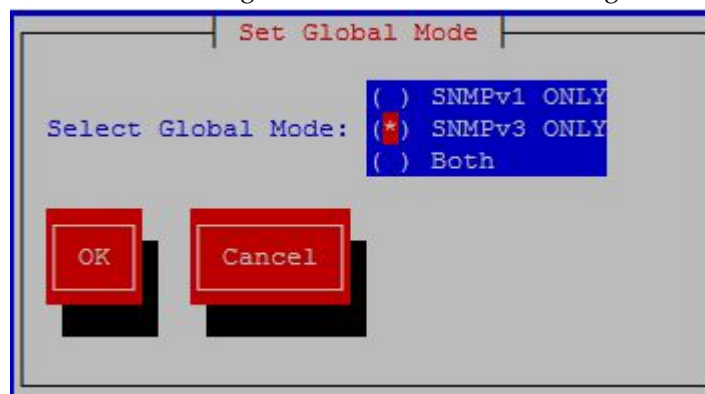 Set Global Mode
( ) SNMPv1 ONLY
Select Global Mode: (*) SNMPv3 ONLY
( ) Both
OK Cancel